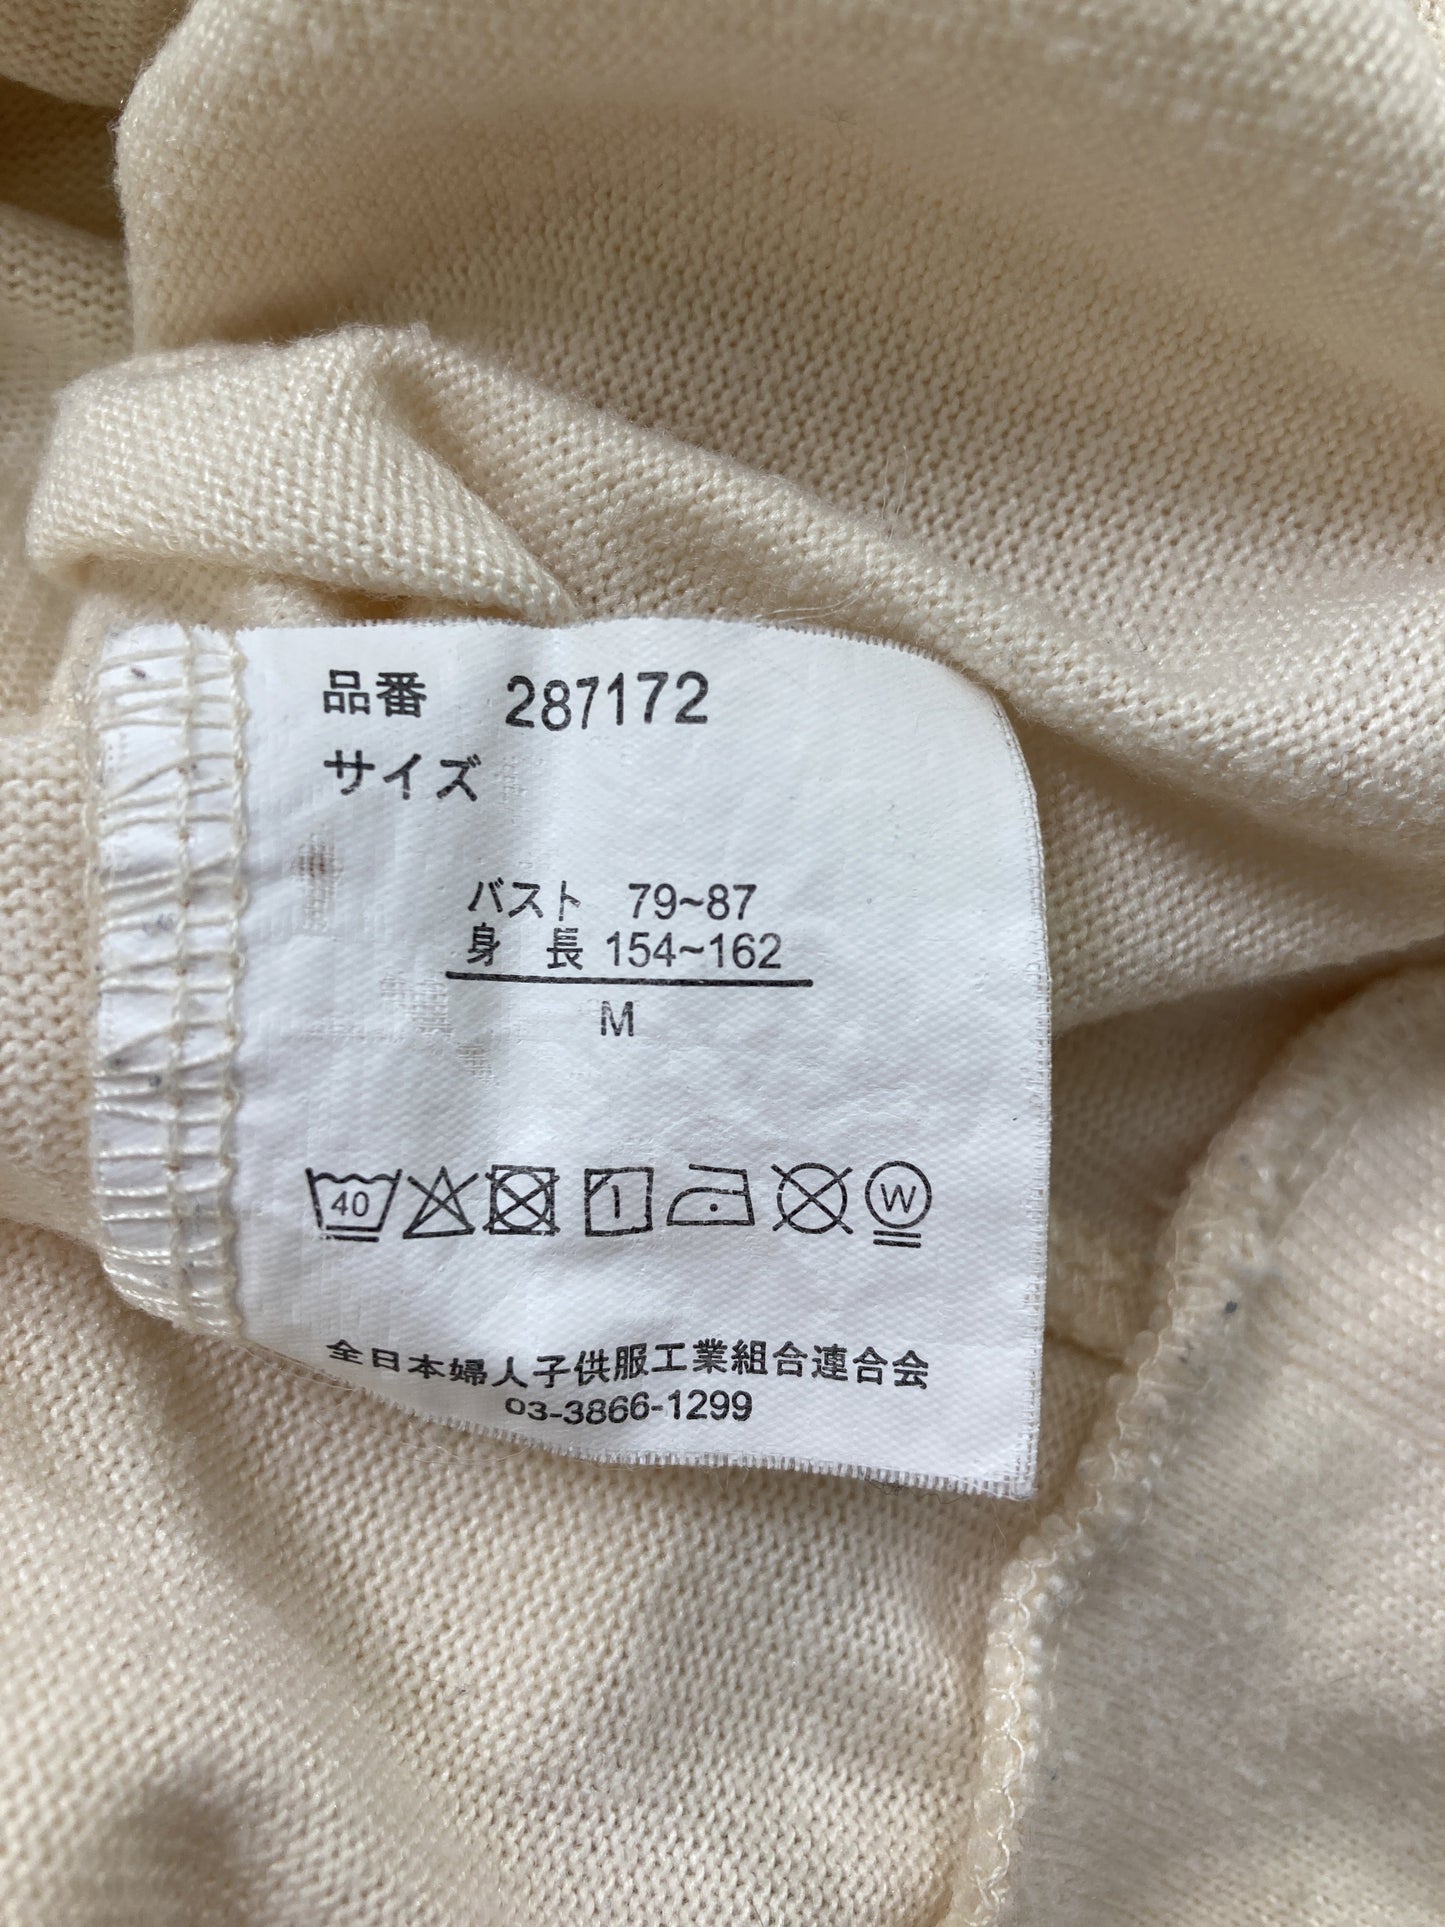 品番 287172
サイズ
バスト 79~87
身 長 154~162
M
40 W
全日本婦人子供服工業組合連合会
03-3866-1299